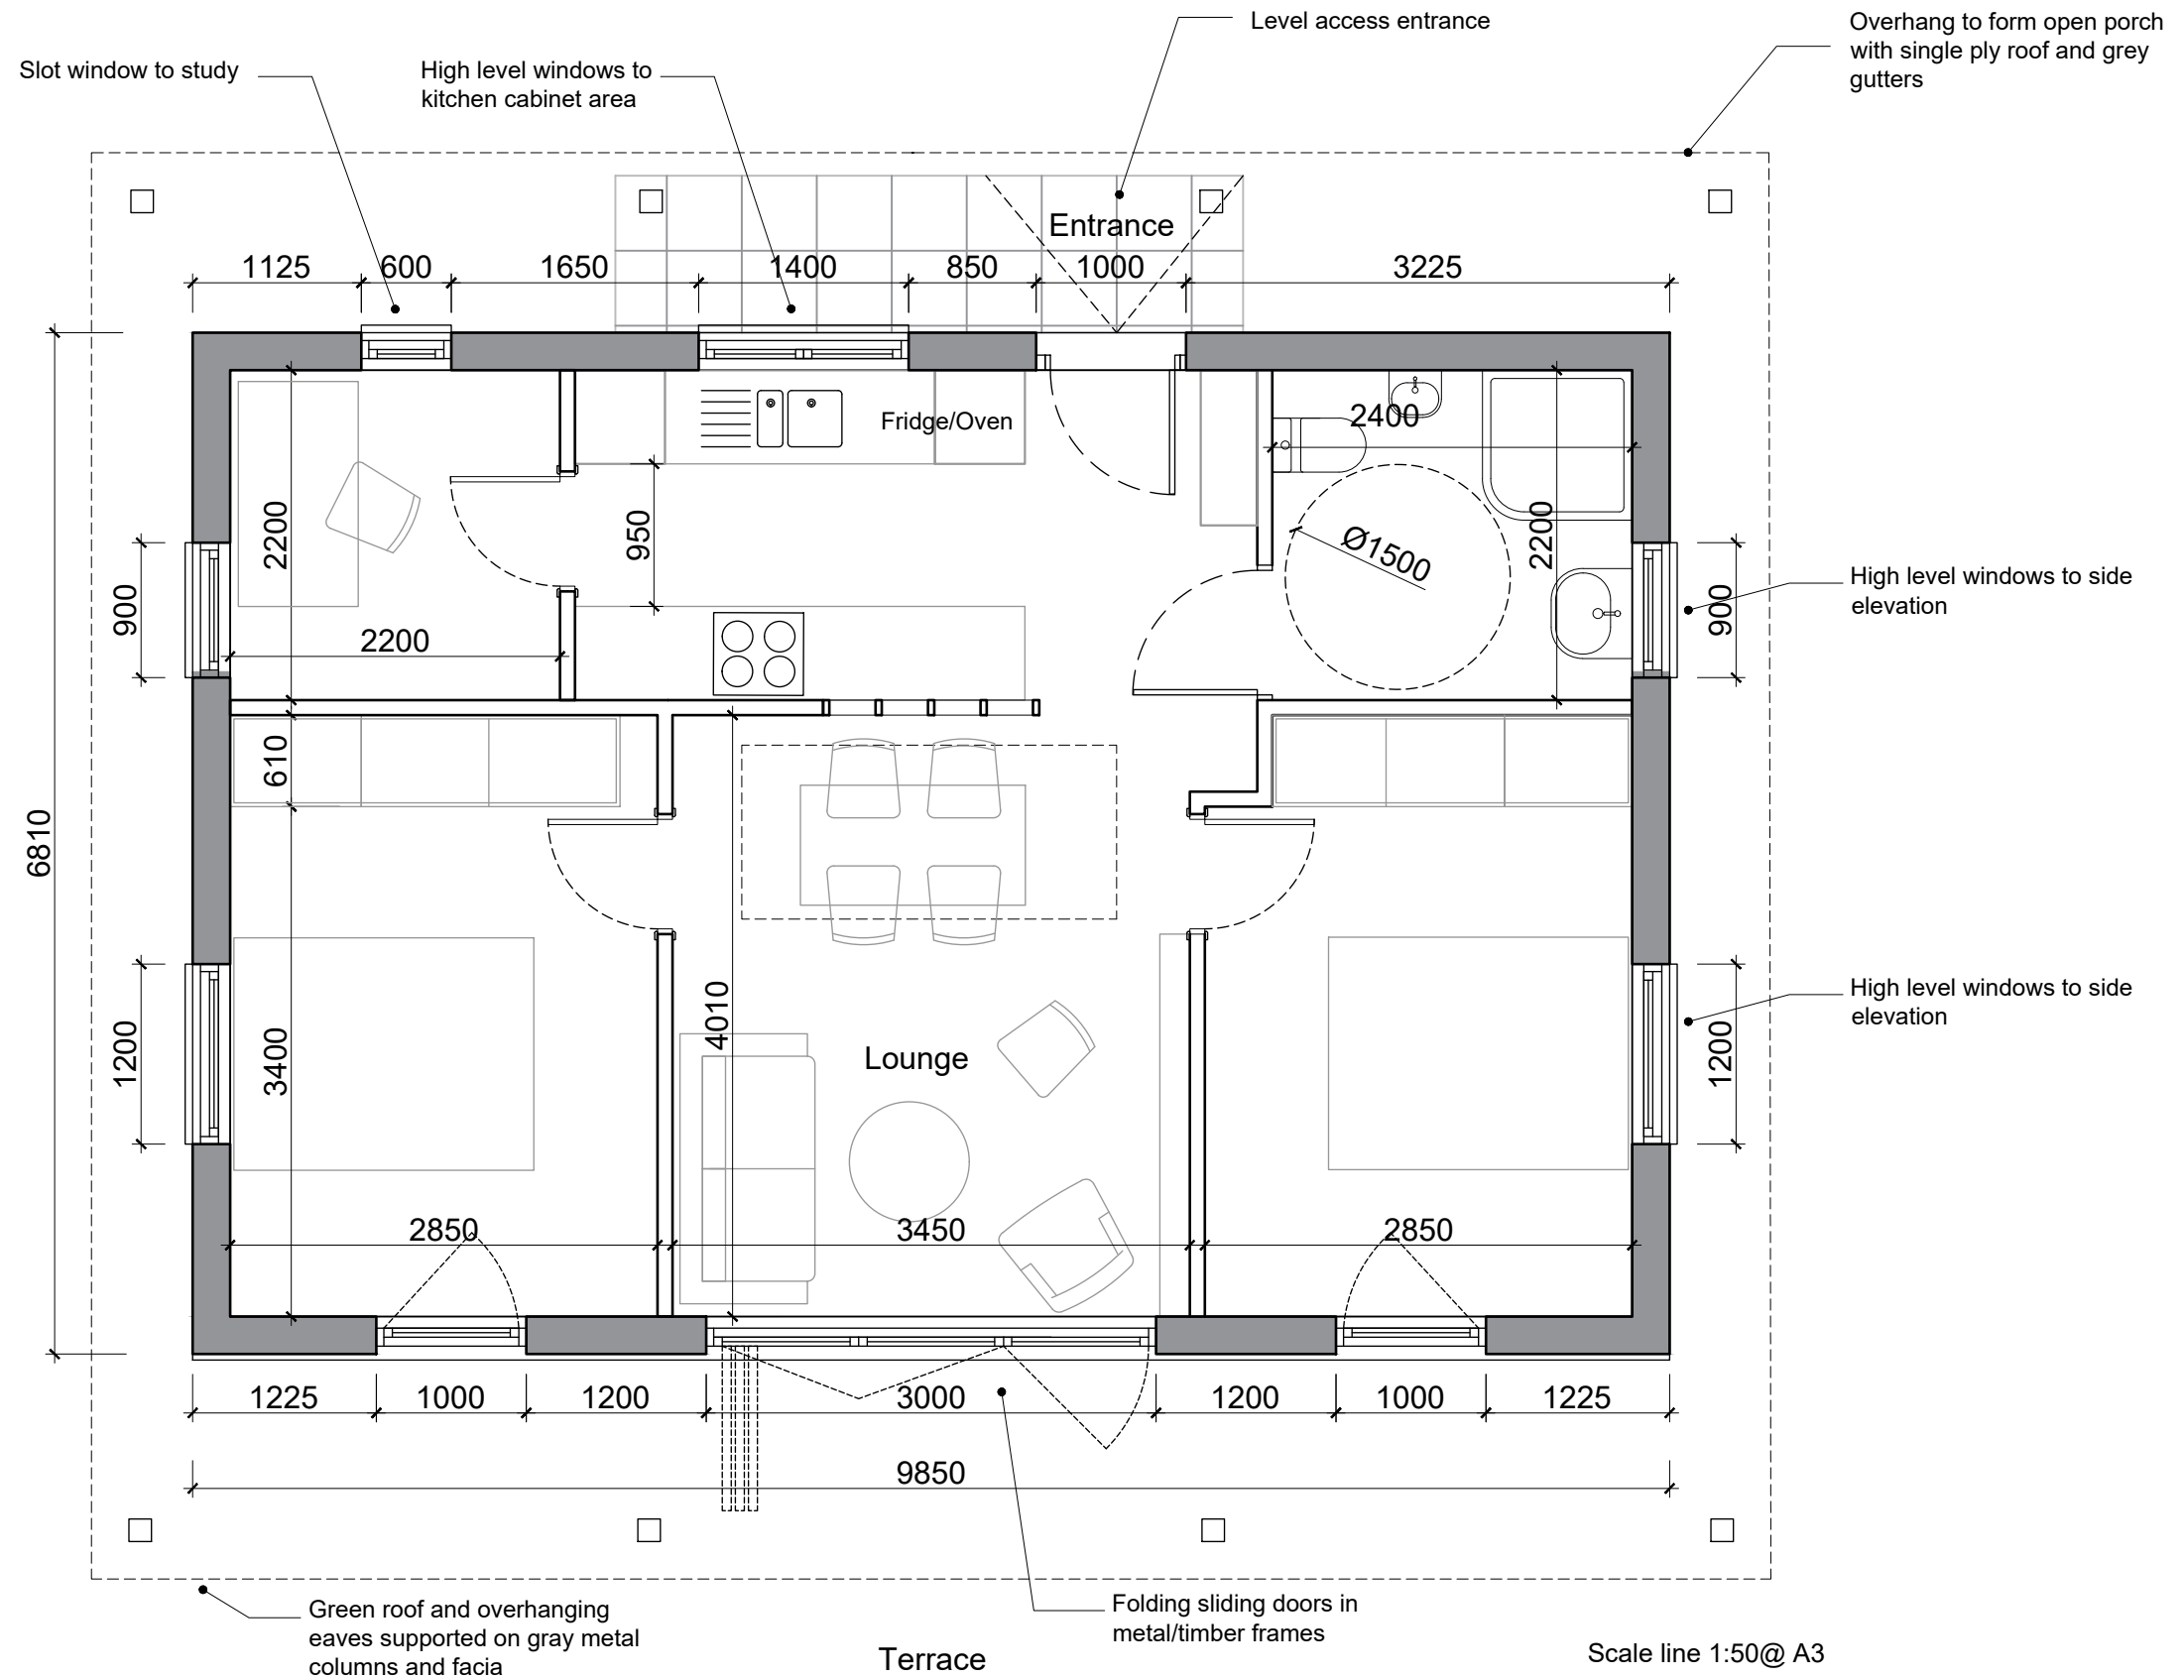 Level access entrance
Overhang to form open porch
with single ply roof and grey
gutters
Slot window to study
High level windows to
kitchen cabinet area
Entrance
1125
600
1650
1400
850
1000
3225
Fridge/Oven
2400
2200
950
2200
Ø1500
900
900
High level windows to side
elevation
2200
610
6810
4010
High level windows to side
elevation
1200
3400
Lounge
1200
2850
3450
2850
1225
1000
1200
3000
1200
1000
1225
9850
Green roof and overhanging
eaves supported on gray metal
columns and facia
Folding sliding doors in
metal/timber frames
Terrace
Scale line 1:50@ A3